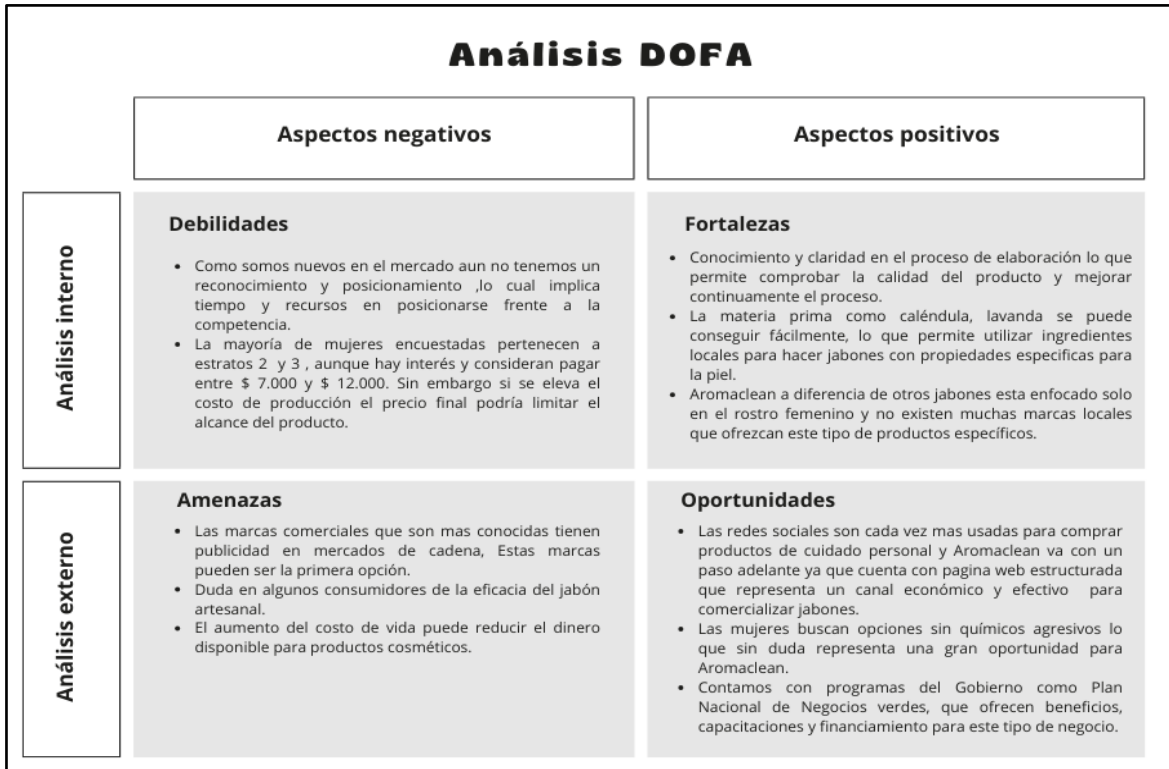 Análisis DOFA
Aspectos negativos
Aspectos positivos
Análisis interno
Debilidades
• Como somos nuevos en el mercado aun no tenemos un
reconocimiento y posicionamiento ,lo cual implica
tiempo y recursos en posicionarse frente a la
competencia.
• La mayoría de mujeres encuestadas pertenecen a
estratos 2 y 3 , aunque hay interés y consideran pagar
entre $ 7.000 y $ 12.000. Sin embargo si se eleva el
costo de producción el precio final podría limitar el
alcance del producto.
Fortalezas
• Conocimiento y claridad en el proceso de elaboración lo que
permite comprobar la calidad del producto y mejorar
continuamente el proceso.
• La materia prima como caléndula, lavanda se puede
conseguir fácilmente, lo que permite utilizar ingredientes
locales para hacer jabones con propiedades especificas para
la piel.
• Aromaclean a diferencia de otros jabones esta enfocado solo
en el rostro femenino y no existen muchas marcas locales
que ofrezcan este tipo de productos específicos.
Análisis externo
Amenazas
• Las marcas comerciales que son mas conocidas tienen
publicidad en mercados de cadena, Estas marcas
pueden ser la primera opción.
• Duda en algunos consumidores de la eficacia del jabón
artesanal.
• El aumento del costo de vida puede reducir el dinero
disponible para productos cosméticos.
Oportunidades
• Las redes sociales son cada vez mas usadas para comprar
productos de cuidado personal y Aromaclean va con un
paso adelante ya que cuenta con pagina web estructurada
que representa un canal económico y efectivo para
comercializar jabones.
• Las mujeres buscan opciones sin químicos agresivos lo
que sin duda representa una gran oportunidad para
Aromaclean.
• Contamos con programas del Gobierno como Plan
Nacional de Negocios verdes, que ofrecen beneficios,
capacitaciones y financiamiento para este tipo de negocio.